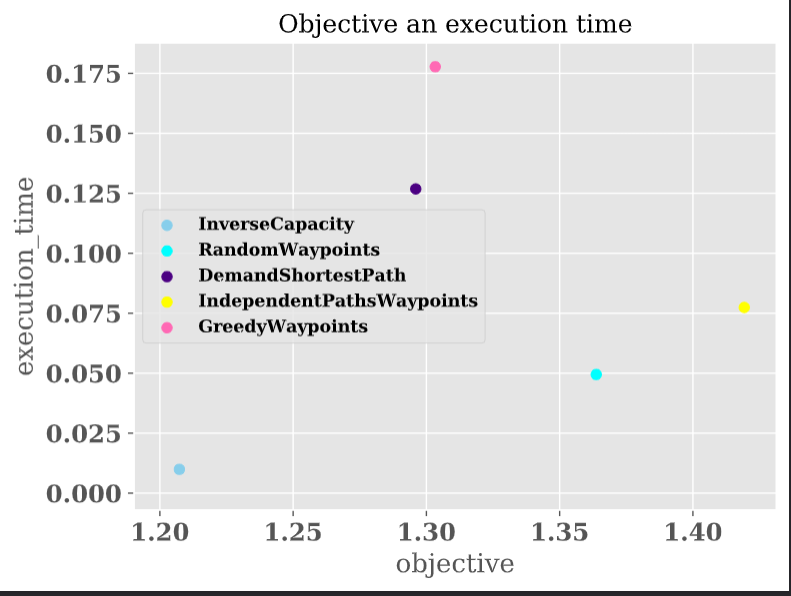 Objective an execution time
0.175
0.150
0.125
0.100
0.075
0.050
0.025
0.000
execution_time
InverseCapacity
RandomWaypoints
DemandShortestPath
IndependentPathsWaypoints
GreedyWaypoints
1.20 1.25 1.30 1.35 1.40
objective